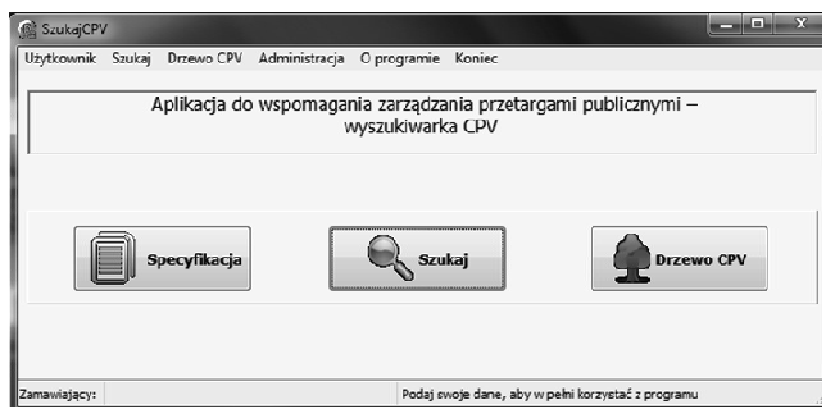 SzukajCPV
Użytkownik Szukaj Drzewo CPV Administracja O programie Koniec
Aplikacja do wspomagania zarządzania przetargami publicznymi –
wyszukiwarka CPV
Specyfikacja Szukaj Drzewo CPV
Zamawiający: Podaj swoje dane, aby w pełni korzystać z programu